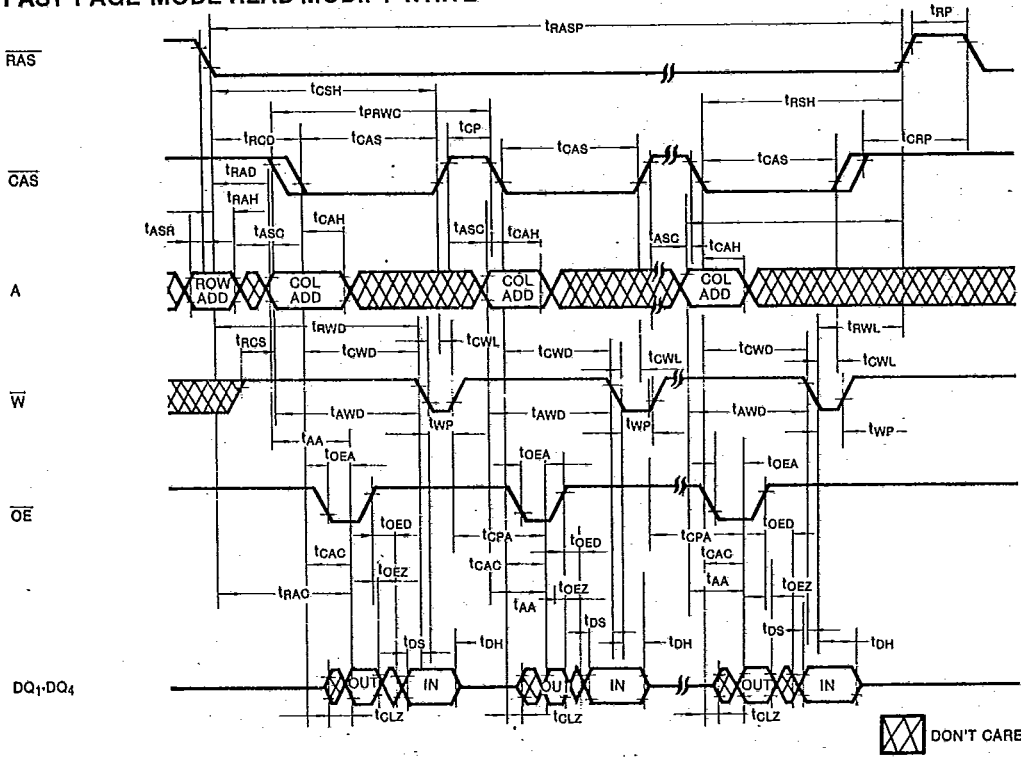 FAST PAGE MODE READ MODIFY WRITE
tRASP
tRP
RAS
tCSH
tRSH
tPRWC
tRCD
tCAS
tCP
tCAS
tCAS
tCRP
CAS
tRAD
tRAH
tASR
tASC
tCAH
tASC
tCAH
tASC
tCAH
A
ROW ADD
COL ADD
COL ADD
COL ADD
tRWD
tRWL
tRCS
tCWD
tCWL
tCWD
tCWL
tCWD
tCWL
W
tAWD
tWP
tAWD
tWP
tAWD
tWP
tAA
tOEA
tOEA
tOEA
OE
tOED
tCPA
tOED
tCPA
tOED
tCAC
tOEZ
tCAC
tOEZ
tCAC
tOEZ
tRAC
tAA
tAA
tDS
tDH
tDS
tDH
tDS
tDH
DQ1-DQ4
OUT
IN
OU
IN
OUT
IN
tCLZ
tCLZ
tCLZ
DON'T CARE